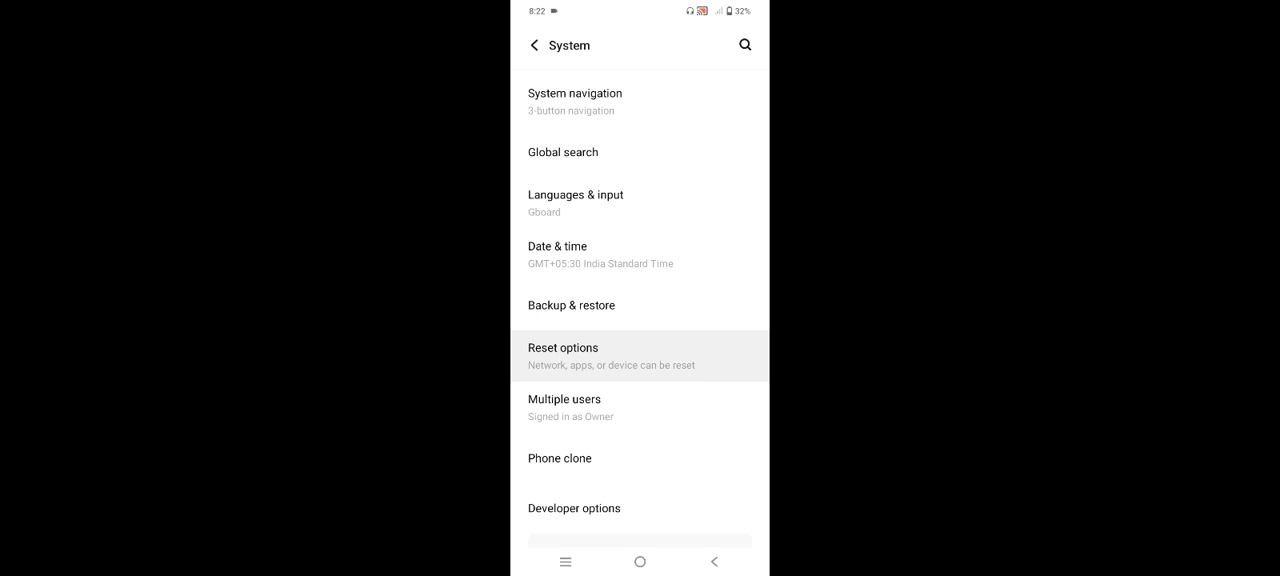 8:22 32%
System
System navigation
3-button navigation
Global search
Languages & input
Gboard
Date & time
GMT+05:30 India Standard Time
Backup & restore
Reset options
Network, apps, or device can be reset
Multiple users
Signed in as Owner
Phone clone
Developer options